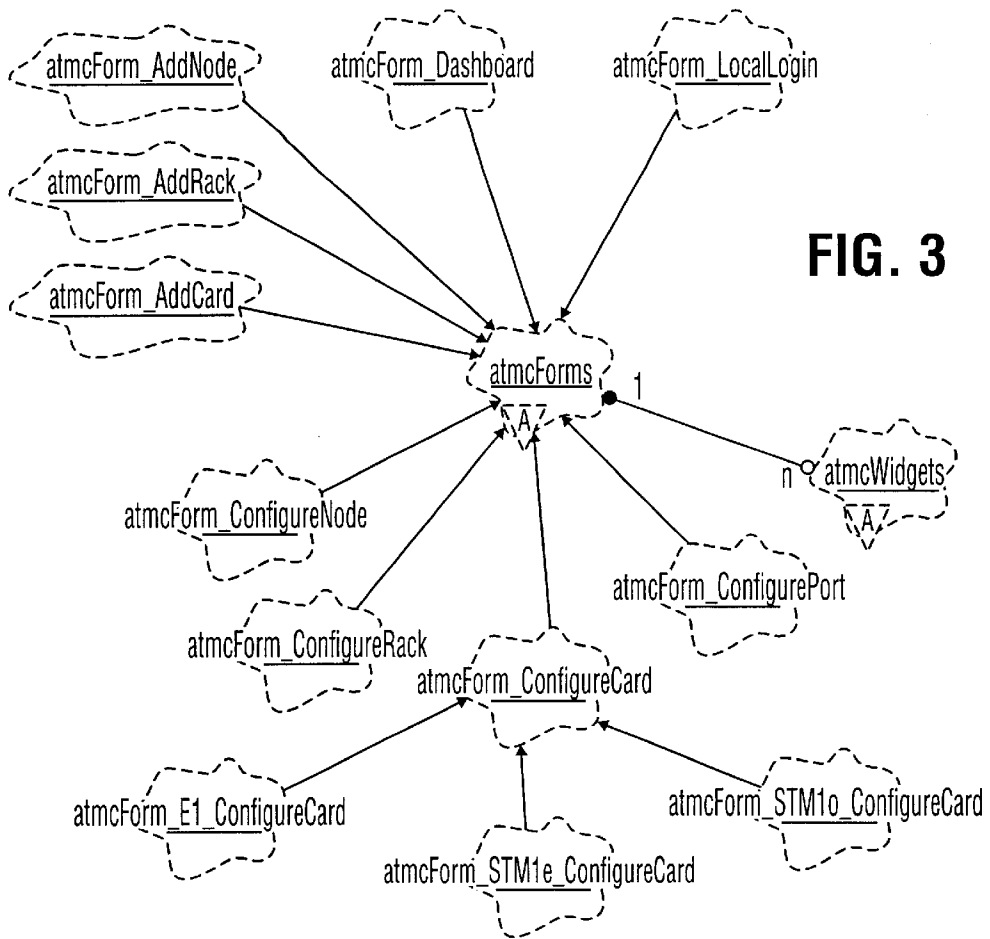 atmcForm_AddNode
atmcForm_Dashboard
atmcForm_LocalLogin
atmcForm_AddRack
FIG. 3
atmcForm_AddCard
atmcForms
A
1
n
atmcWidgets
A
atmcForm_ConfigureNode
atmcForm_ConfigurePort
atmcForm_ConfigureRack
atmcForm_ConfigureCard
atmcForm_E1_ConfigureCard
atmcForm_STM1o_ConfigureCard
atmcForm_STM1e_ConfigureCard